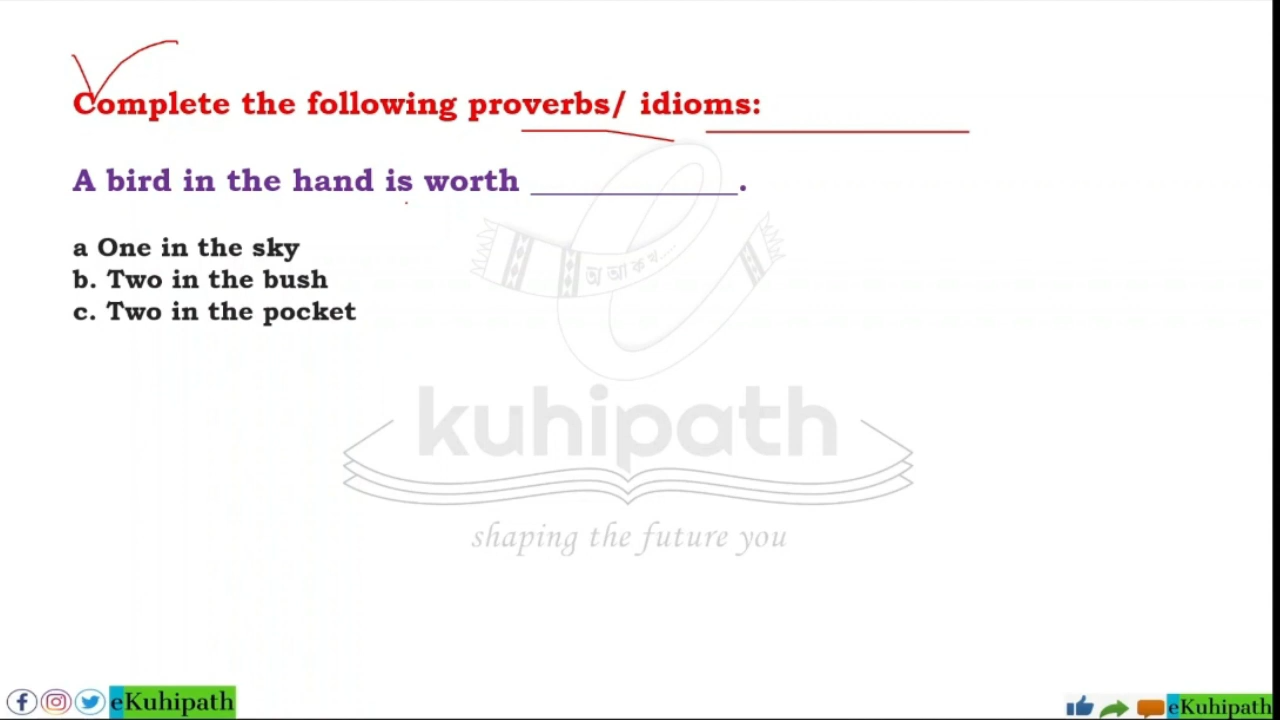 Complete the following proverbs/ idioms:
A bird in the hand is worth ____________.
a One in the sky
b. Two in the bush
c. Two in the pocket
অ আ ক খ.....
kuhipath
shaping the future you
eKuhipath
eKuhipath